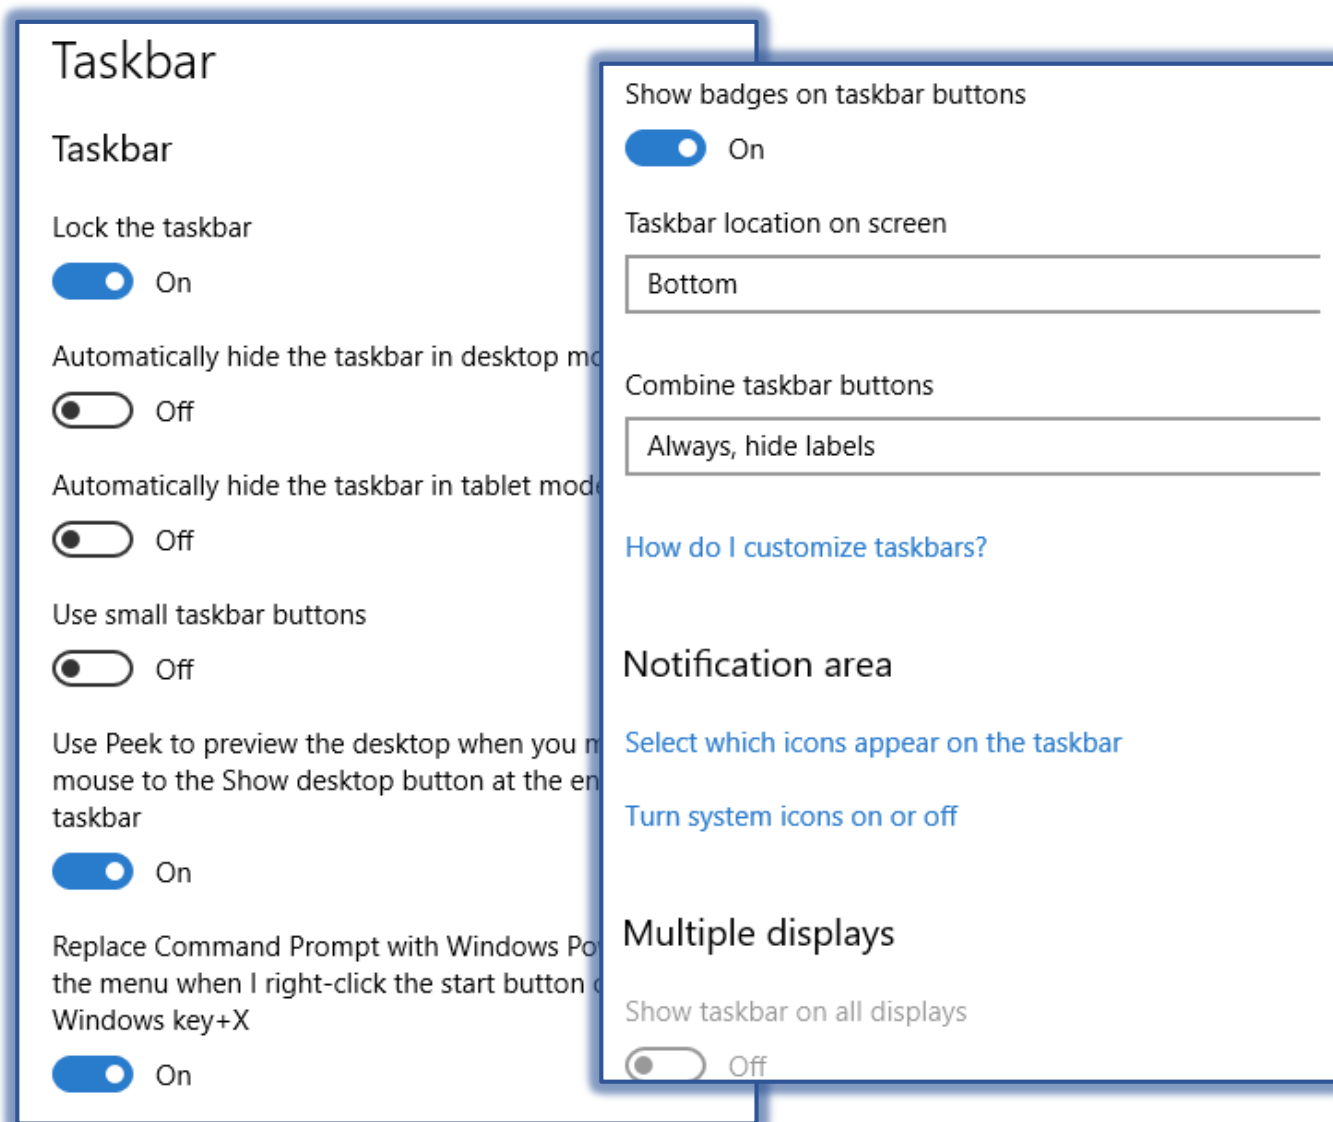 Taskbar
Taskbar
Lock the taskbar
On
Automatically hide the taskbar in desktop
Off
Automatically hide the taskbar in tablet
Off
Use small taskbar buttons
Off
Use Peek to preview the desktop when you
mouse to the Show desktop button at the
taskbar
On
Replace Command Prompt with Windows
the menu when I right-click the start button
Windows key+X
On
Show badges on taskbar buttons
On
Taskbar location on screen
Bottom
Combine taskbar buttons
Always, hide labels
How do I customize taskbars?
Notification area
Select which icons appear on the taskbar
Turn system icons on or off
Multiple displays
Show taskbar on all displays
Off